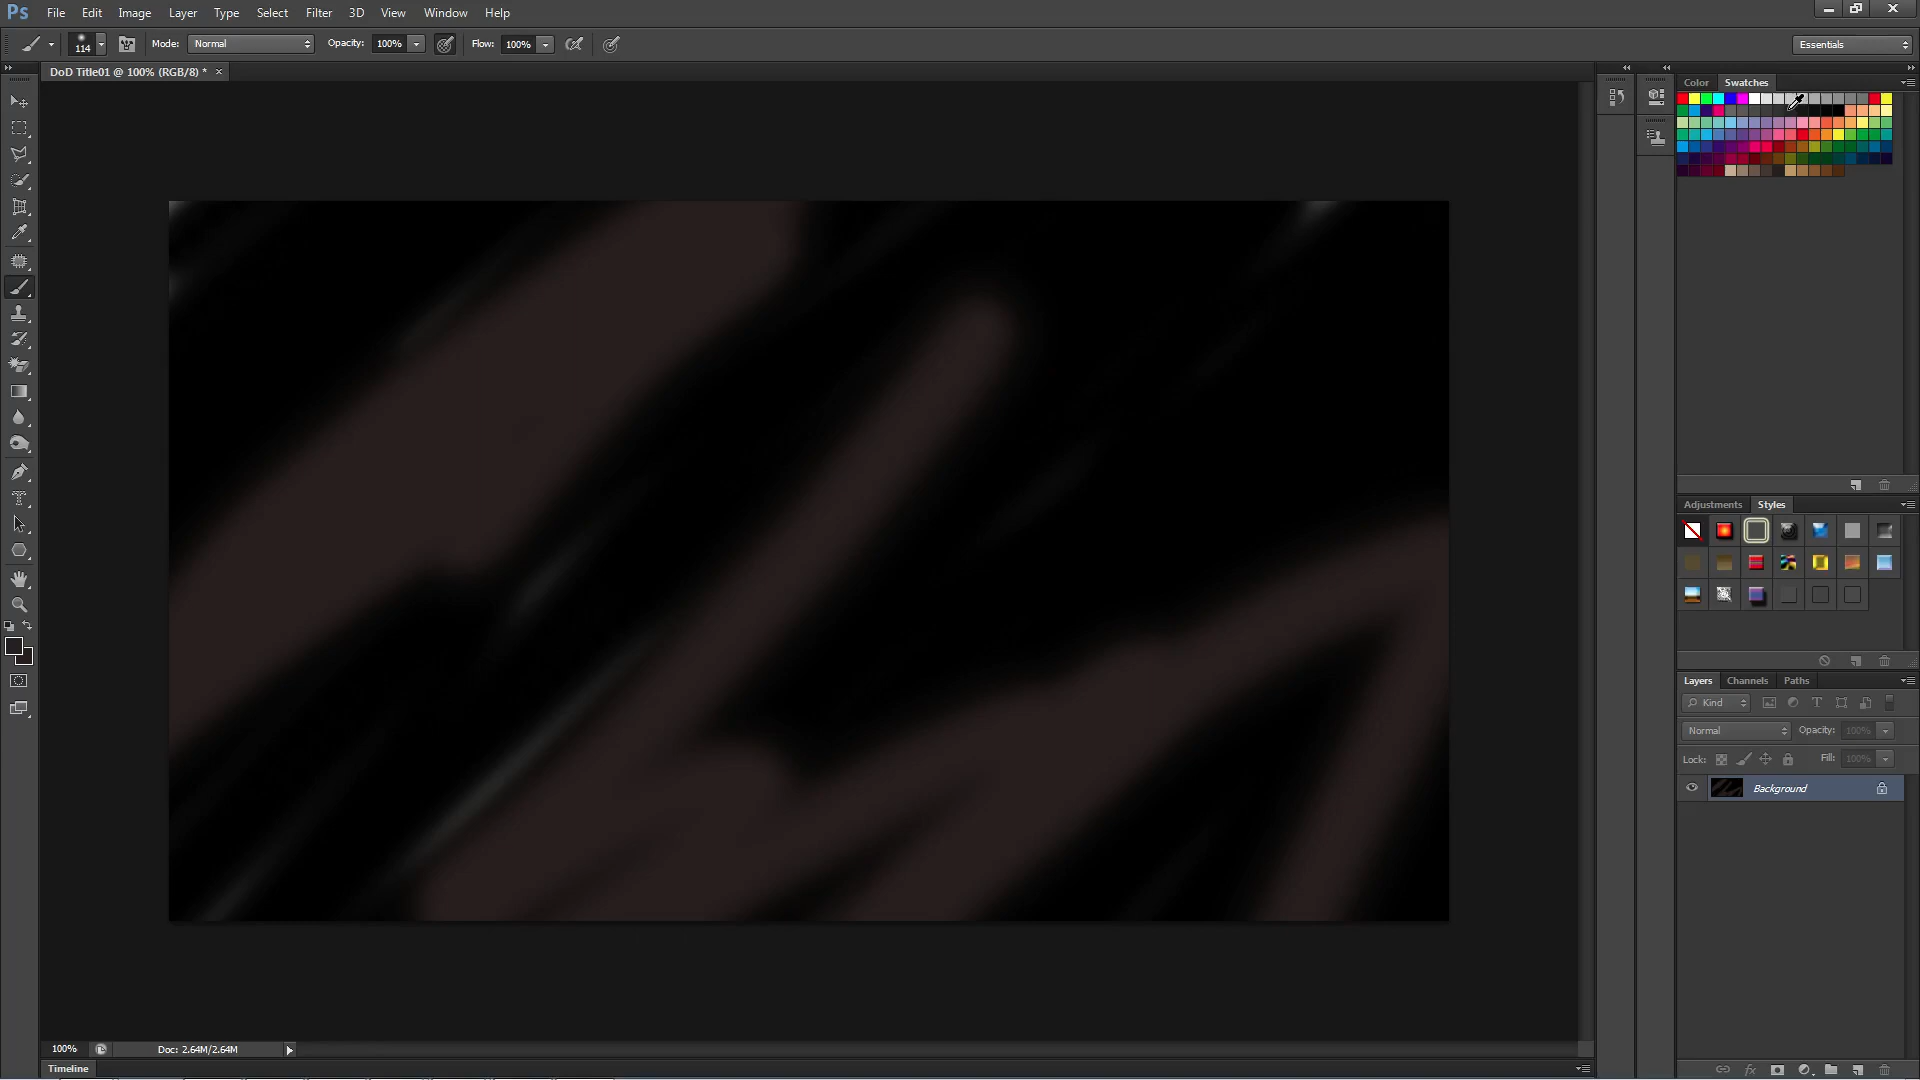 Ps File Edit Image Layer Type Select Filter 3D View Window Help
114 Mode: Normal Opacity: 100% Flow: 100% Essentials
DoD Title01 @ 100% (RGB/8) * ×
Color Swatches
Adjustments Styles
Layers Channels Paths
Kind
Normal Opacity: 100%
Lock: Fill: 100%
Background
100% Doc: 2.64M/2.64M
Timeline